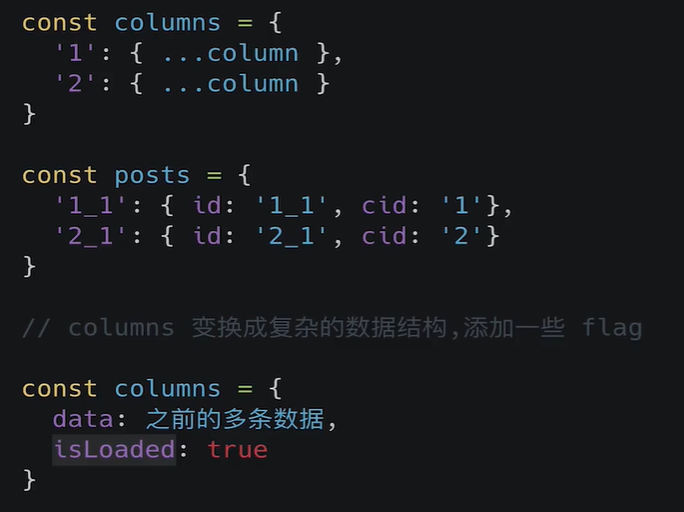 const columns = {
'1': { ...column },
'2': { ...column }
}
const posts = {
'1_1': { id: '1_1', cid: '1'},
'2_1': { id: '2_1', cid: '2'}
}
// columns 变换成复杂的数据结构,添加一些 flag
const columns = {
data: 之前的多条数据,
isLoaded: true
}